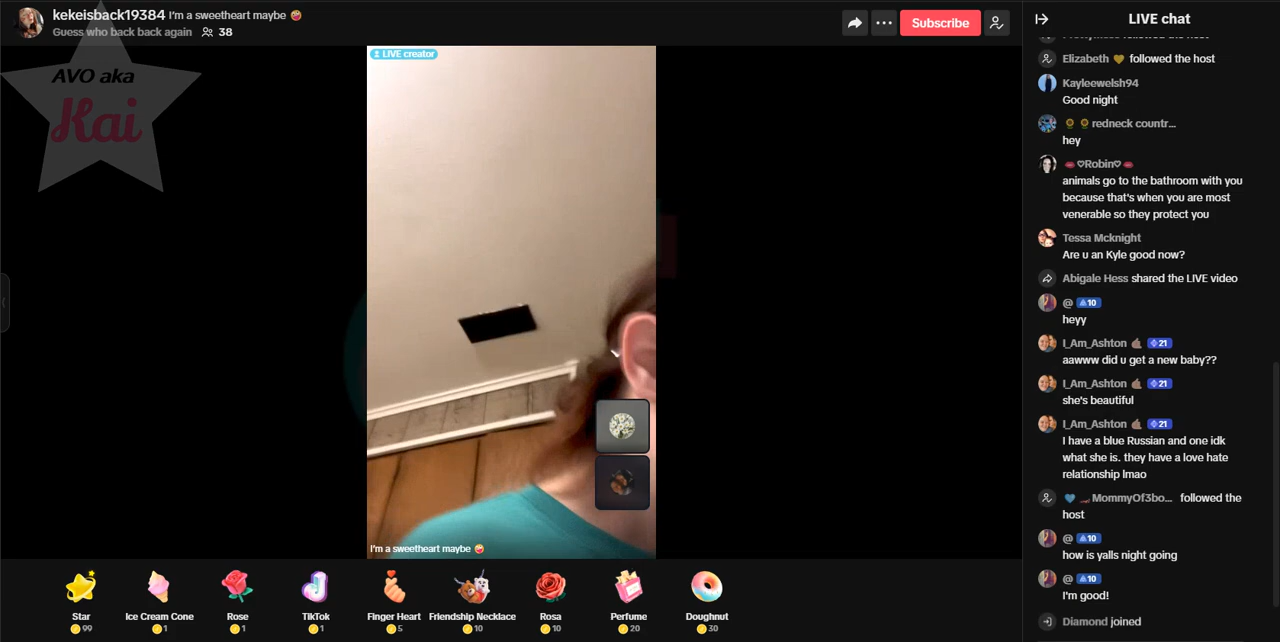 kekeisback19384 I'm a sweetheart maybe 🤪
Guess who back back again 38
Subscribe
AVO aka
Kai
LIVE creator
I'm a sweetheart maybe 🤪
Star
99
Ice Cream Cone
1
Rose
1
TikTok
1
Finger Heart
5
Friendship Necklace
10
Rosa
10
Perfume
20
Doughnut
30
LIVE chat
followed the host
Elizabeth 💛 followed the host
Kayleewelsh94
Good night
🌻🌻redneck countr...
hey
👄♡Robin♡👄
animals go to the bathroom with you
because that's when you are most
venerable so they protect you
Tessa Mcknight
Are u an Kyle good now?
Abigale Hess shared the LIVE video
@ 10
heyy
I_Am_Ashton 🤙🏽 21
aawww did u get a new baby??
I_Am_Ashton 🤙🏽 21
she's beautiful
I_Am_Ashton 🤙🏽 21
I have a blue Russian and one idk
what she is. they have a love hate
relationship lmao
MommyOf3bo... followed the
host
@ 10
how is yalls night going
@ 10
I'm good!
Diamond joined